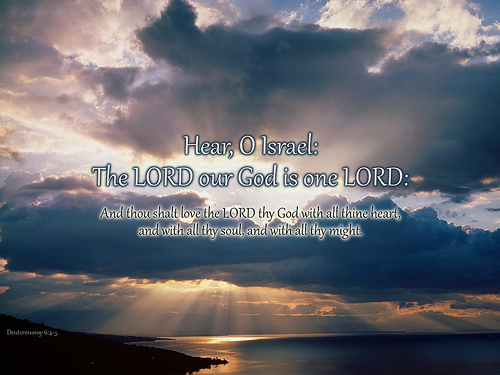 Hear, O Israel:
The LORD our God is one LORD:
And thou shalt love the LORD thy God with all thine heart,
and with all thy soul, and with all thy might.
Deuteronomy 6:4-5